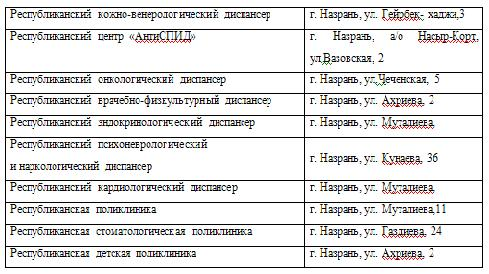 Республиканский кожно-венерологический диспансер г. Назрань, ул. Гейрбек- хаджи,3
Республиканский центр «АнтиСПИД» г. Назрань, а/о Насыр-Корт,
ул.Вазовская, 2
Республиканский онкологический диспансер г. Назрань, ул.Чеченская, 5
Республиканский врачебно-физкультурный диспансер г. Назрань, ул. Ахриева, 2
Республиканский эндокринологический диспансер г. Назрань, ул. Муталиева
Республиканский психоневрологический
и наркологический диспансер г. Назрань, ул. Кунаева, 36
Республиканский кардиологический диспансер г. Назрань, ул. Муталиева
Республиканская поликлиника г. Назрань, ул. Муталиева,11
Республиканская стоматологическая поликлиника г. Назрань, ул. Газдиева, 24
Республиканская детская поликлиника г. Назрань, ул. Ахриева, 2